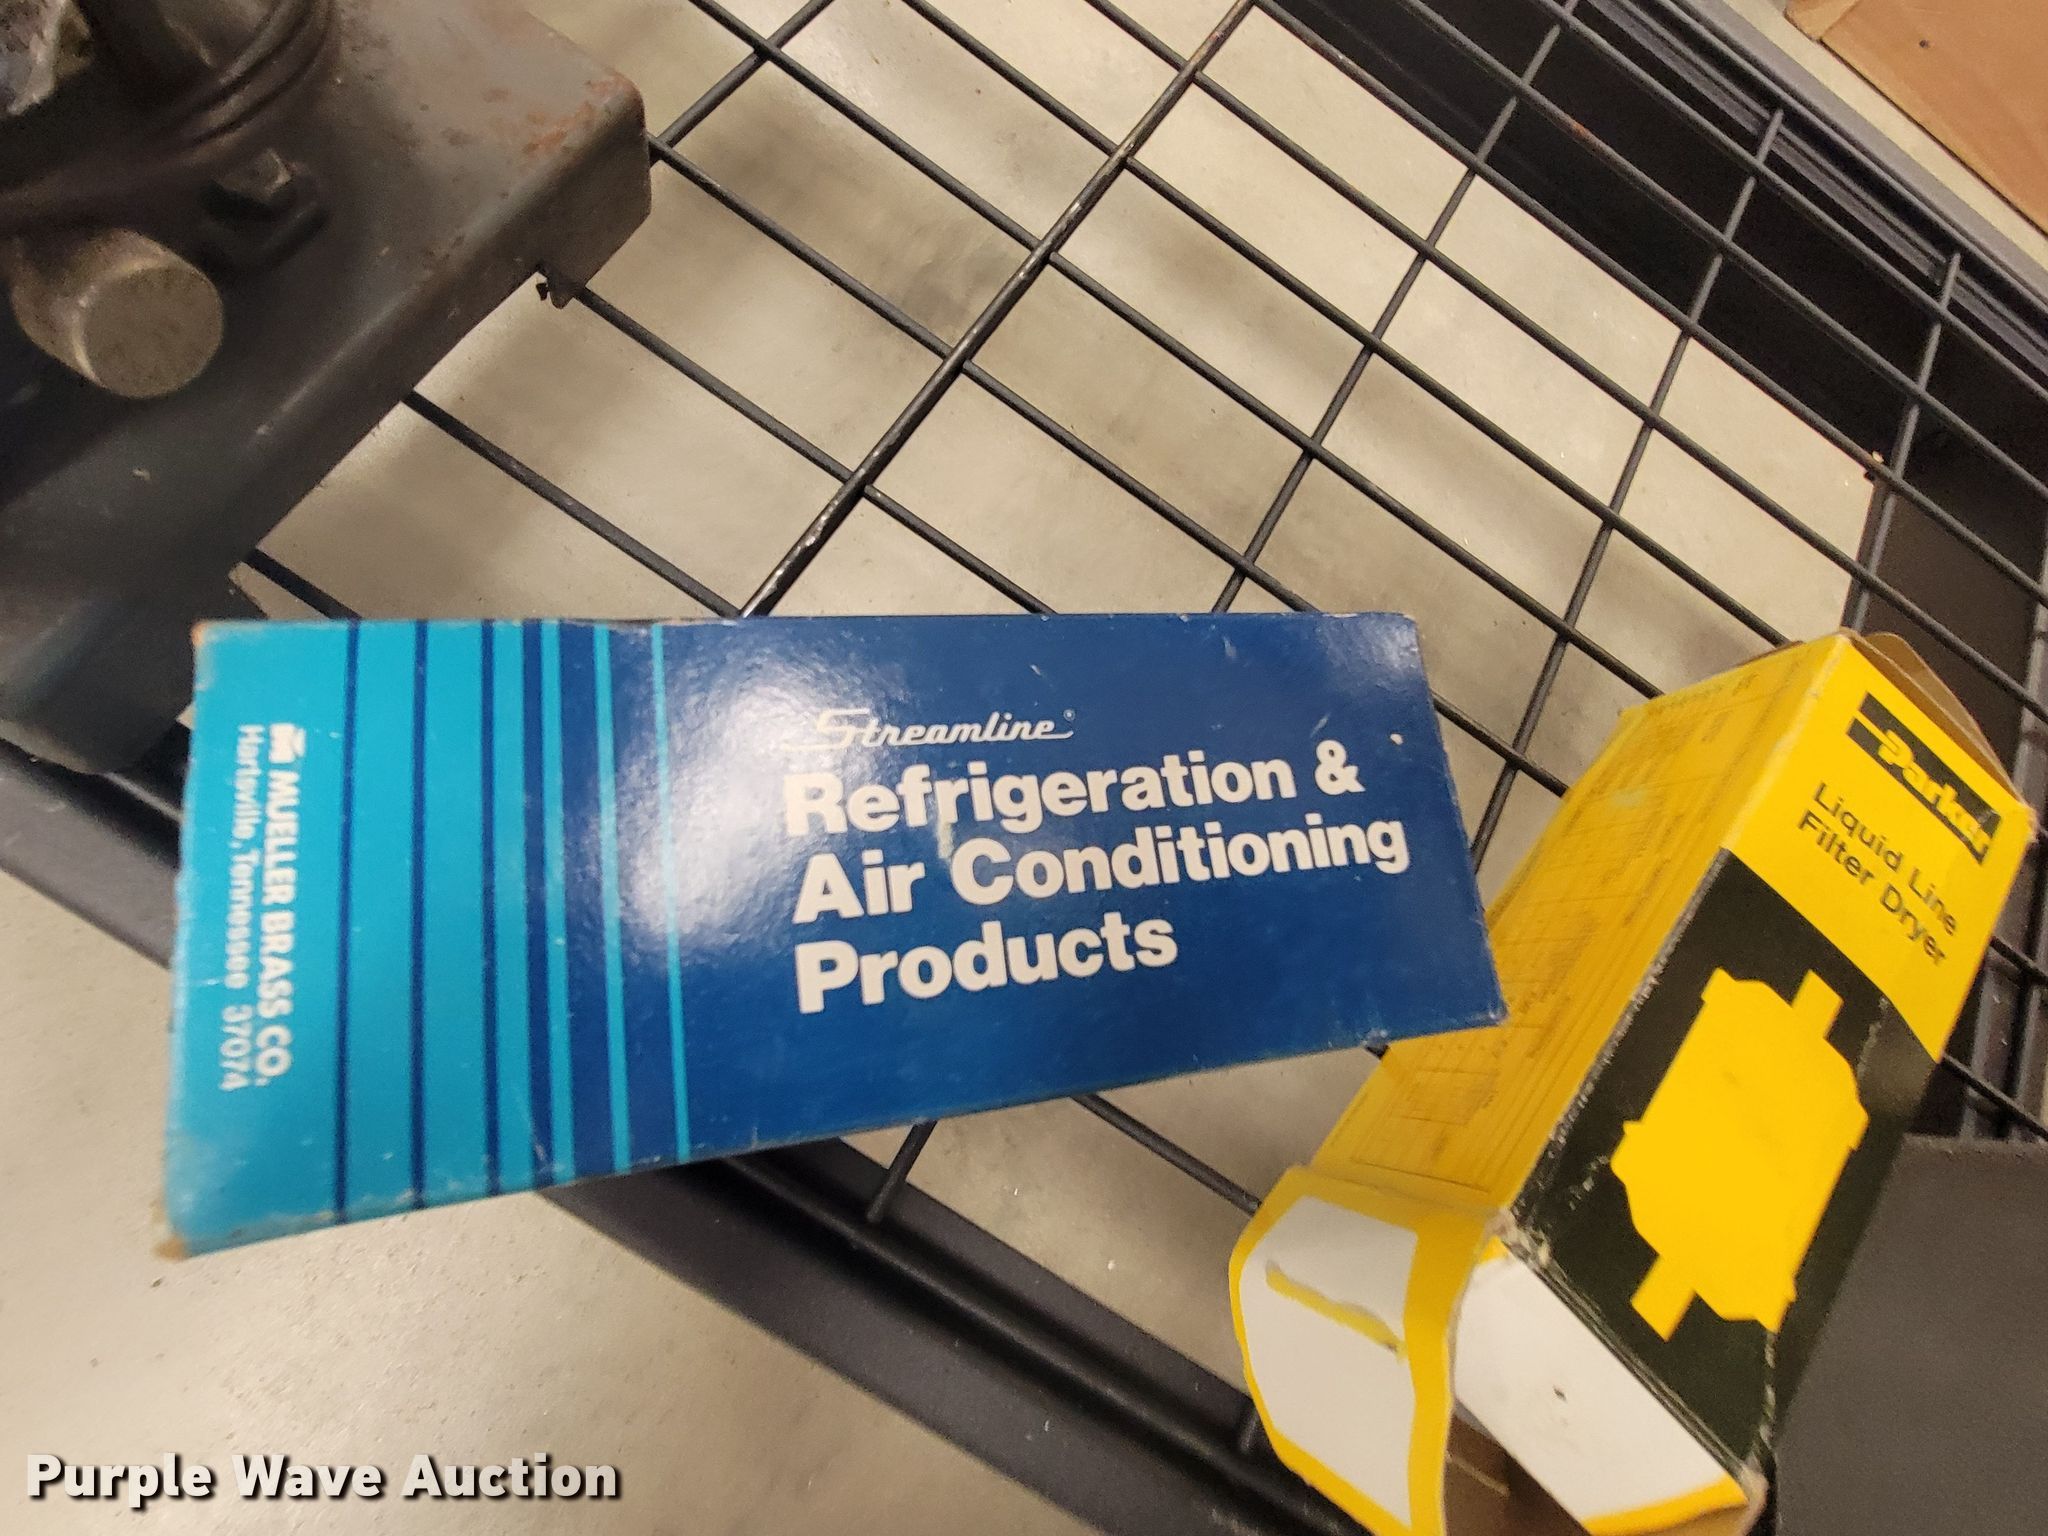 Streamline®
Refrigeration &
Air Conditioning
Products
MUELLER BRASS CO.
Hartsville, Tennessee 37074
Parker
Liquid Line
Filter Dryer
Purple Wave Auction